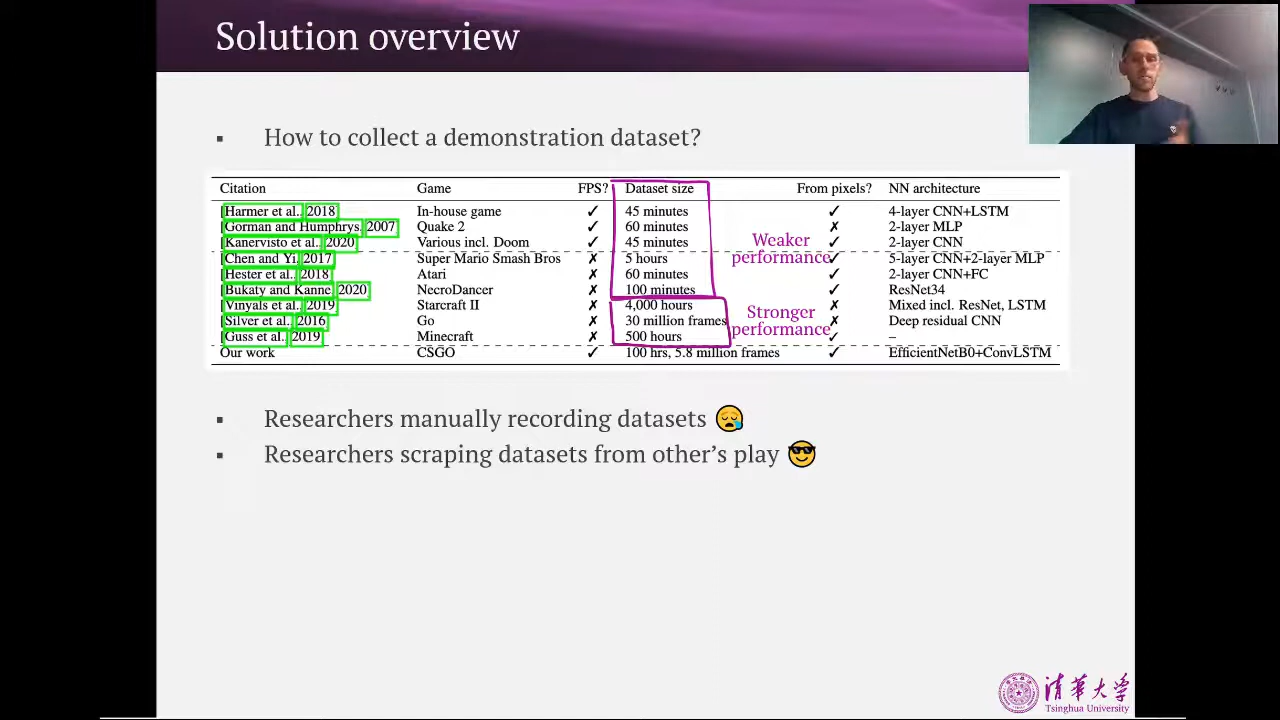 Solution overview
▪ How to collect a demonstration dataset?
Citation Game FPS? Dataset size From pixels? NN architecture
[Harmer et al., 2018 In-house game ✓ 45 minutes ✓ 4-layer CNN+LSTM
[Gorman and Humphrys, 2007 Quake 2 ✓ 60 minutes ✗ 2-layer MLP
[Kanervisto et al., 2020 Various incl. Doom ✓ 45 minutes ✓ 2-layer CNN
[Chen and Yi, 2017 Super Mario Smash Bros ✗ 5 hours ✓ 5-layer CNN+2-layer MLP
[Hester et al., 2018 Atari ✗ 60 minutes ✓ 2-layer CNN+FC
[Bukaty and Kanne, 2020 NecroDancer ✗ 100 minutes ✓ ResNet34
[Vinyals et al., 2019 Starcraft II ✗ 4,000 hours ✗ Mixed incl. ResNet, LSTM
[Silver et al., 2016 Go ✗ 30 million frames ✗ Deep residual CNN
[Guss et al., 2019 Minecraft ✗ 500 hours ✓ –
Our work CSGO ✓ 100 hrs, 5.8 million frames ✓ EfficientNetB0+ConvLSTM
Weaker
performance
Stronger
performance
▪ Researchers manually recording datasets 😪
▪ Researchers scraping datasets from other's play 😎
清華大学
Tsinghua University